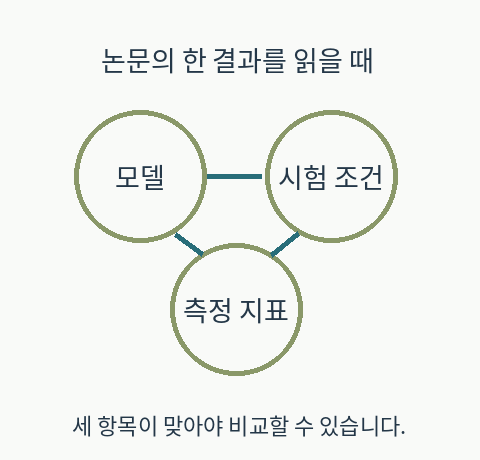 논문의 한 결과를 읽을 때
모델
시험 조건
측정 지표
세 항목이 맞아야 비교할 수 있습니다.